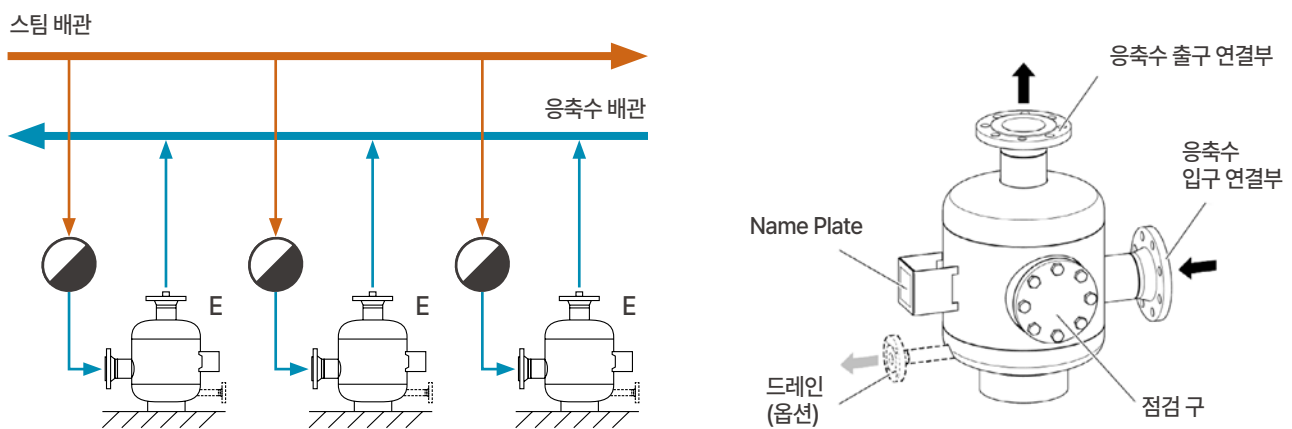 스팀 배관
응축수 배관
E
E
E
응축수 출구 연결부
응축수
입구 연결부
Name Plate
드레인
(옵션)
점검 구